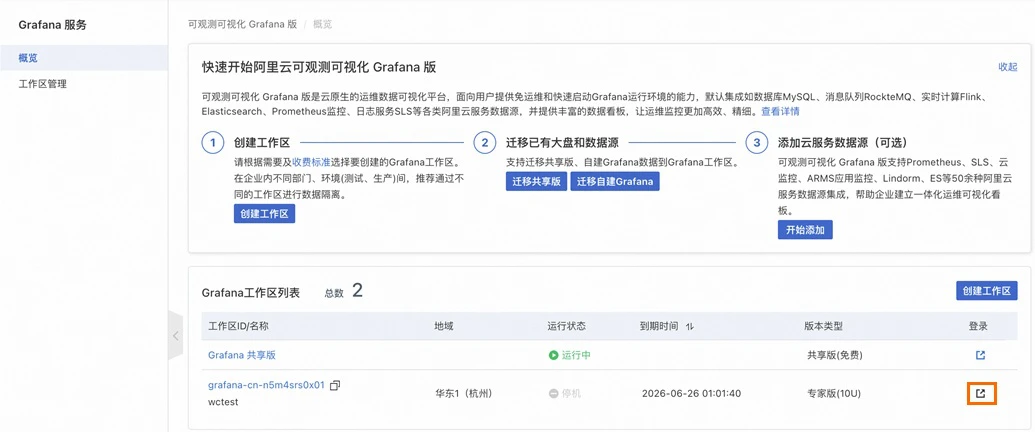 Grafana 服务
概览
工作区管理
可观测可视化 Grafana 版 / 概览
快速开始阿里云可观测可视化 Grafana 版
收起
可观测可视化 Grafana 版是云原生的运维数据可视化平台，面向用户提供免运维和快速启动Grafana运行环境的能力，默认集成如数据库MySQL、消息队列RockteMQ、实时计算Flink、
Elasticsearch、Prometheus监控、日志服务SLS等各类阿里云服务数据源，并提供丰富的数据看板，让运维监控更加高效、精细。查看详情
1 创建工作区
请根据需要及收费标准选择要创建的Grafana工作区。
在企业内不同部门、环境(测试、生产)间，推荐通过不
同的工作区进行数据隔离。
创建工作区
2 迁移已有大盘和数据源
支持迁移共享版、自建Grafana数据到Grafana工作区。
迁移共享版 迁移自建Grafana
3 添加云服务数据源（可选）
可观测可视化 Grafana 版支持Prometheus、SLS、云
监控、ARMS应用监控、Lindorm、ES等50余种阿里云
服务数据源集成，帮助企业建立一体化运维可视化看
板。
开始添加
Grafana工作区列表 总数 2
创建工作区
工作区ID/名称 地域 运行状态 到期时间 版本类型 登录
Grafana 共享版 运行中 共享版(免费)
grafana-cn-n5m4srs0x01 华东1（杭州） 停机 2026-06-26 01:01:40 专家版(10U)
wctest